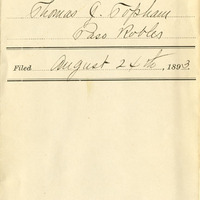 Thomas C. Topham
Paso Robles
Filed August 24th, 1893.